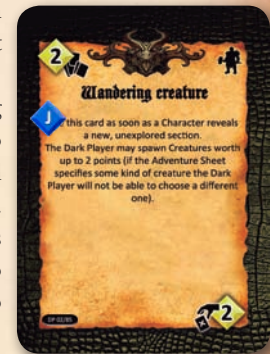 2
Wandering creature
J
this card as soon as a Character reveals
a new, unexplored section.
The Dark Player may spawn Creatures worth
up to 2 points (if the Adventure Sheet
specifies some kind of creature the Dark
Player will not be able to choose a different
one).
2